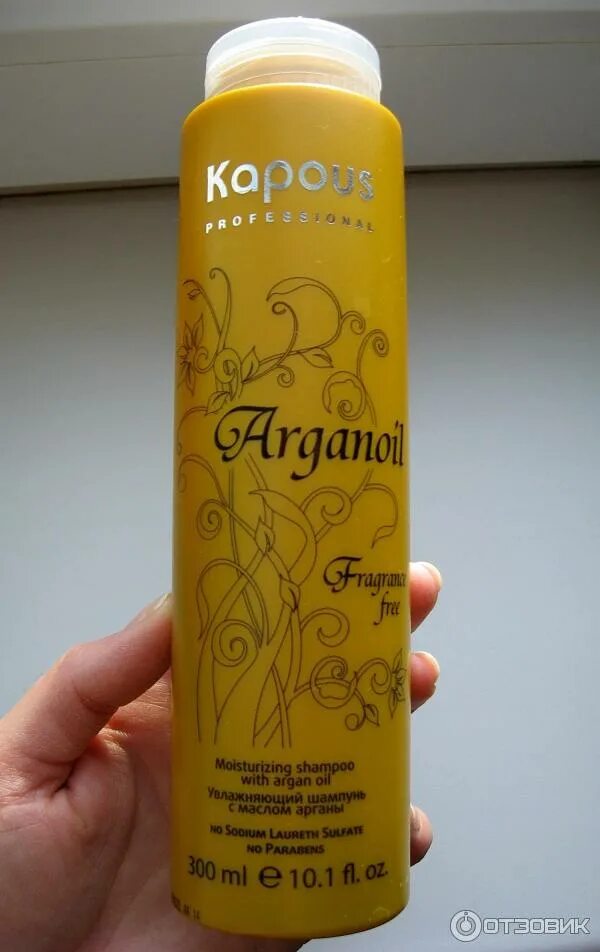 Kapous
PROFESSIONAL
Arganoil
Fragrance
free
Moisturizing shampoo
with argan oil
Увлажняющий шампунь
с маслом арганы
NO SODIUM LAURETH SULFATE
NO PARABENS
300 ml e 10.1 fl. oz.
ОТЗОВИК